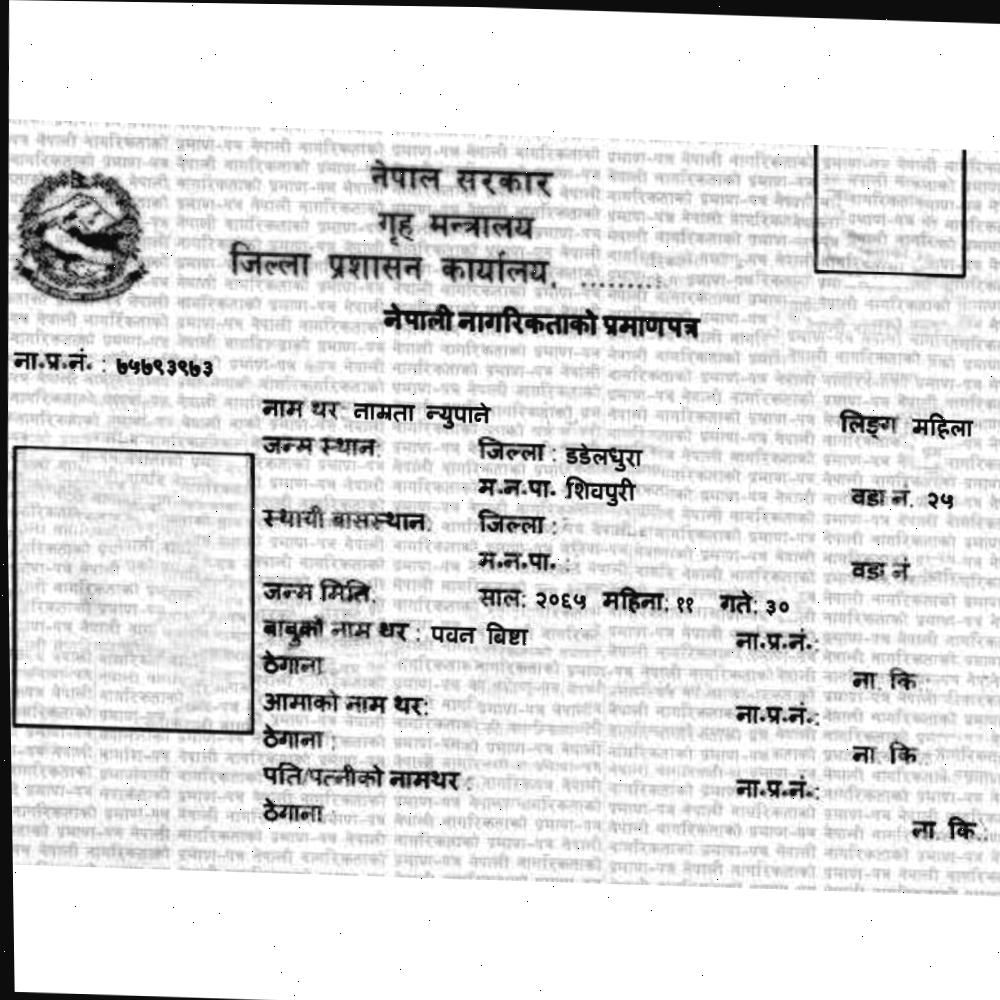 नेपाल सरकार
गृह मन्त्रालय
जिल्ला प्रशासन कार्यालय, .........
नेपाली नागरिकताको प्रमाणपत्र
ना॰प्र॰नं॰ : ७५७९३९७३
नाम थर: नाम्रता न्युपाने लिङ्ग महिला
जन्म स्थान: जिल्ला : डडेलधुरा
म॰न॰पा॰ शिवपुरी वडा नं. २५
स्थायी बासस्थान: जिल्ला :
म॰न॰पा॰ : वडा नं.
जन्म मिति: साल: २०६५ महिना: ११ गते: ३०
बाबुको नाम थर : पवन बिष्टा ना॰प्र॰नं॰:
ठेगाना ना. कि :
आमाको नाम थर: ना॰प्र॰नं॰:
ठेगाना : ना. कि :
पति/पत्नीको नामथर : ना॰प्र॰नं॰:
ठेगाना : ना. कि.: